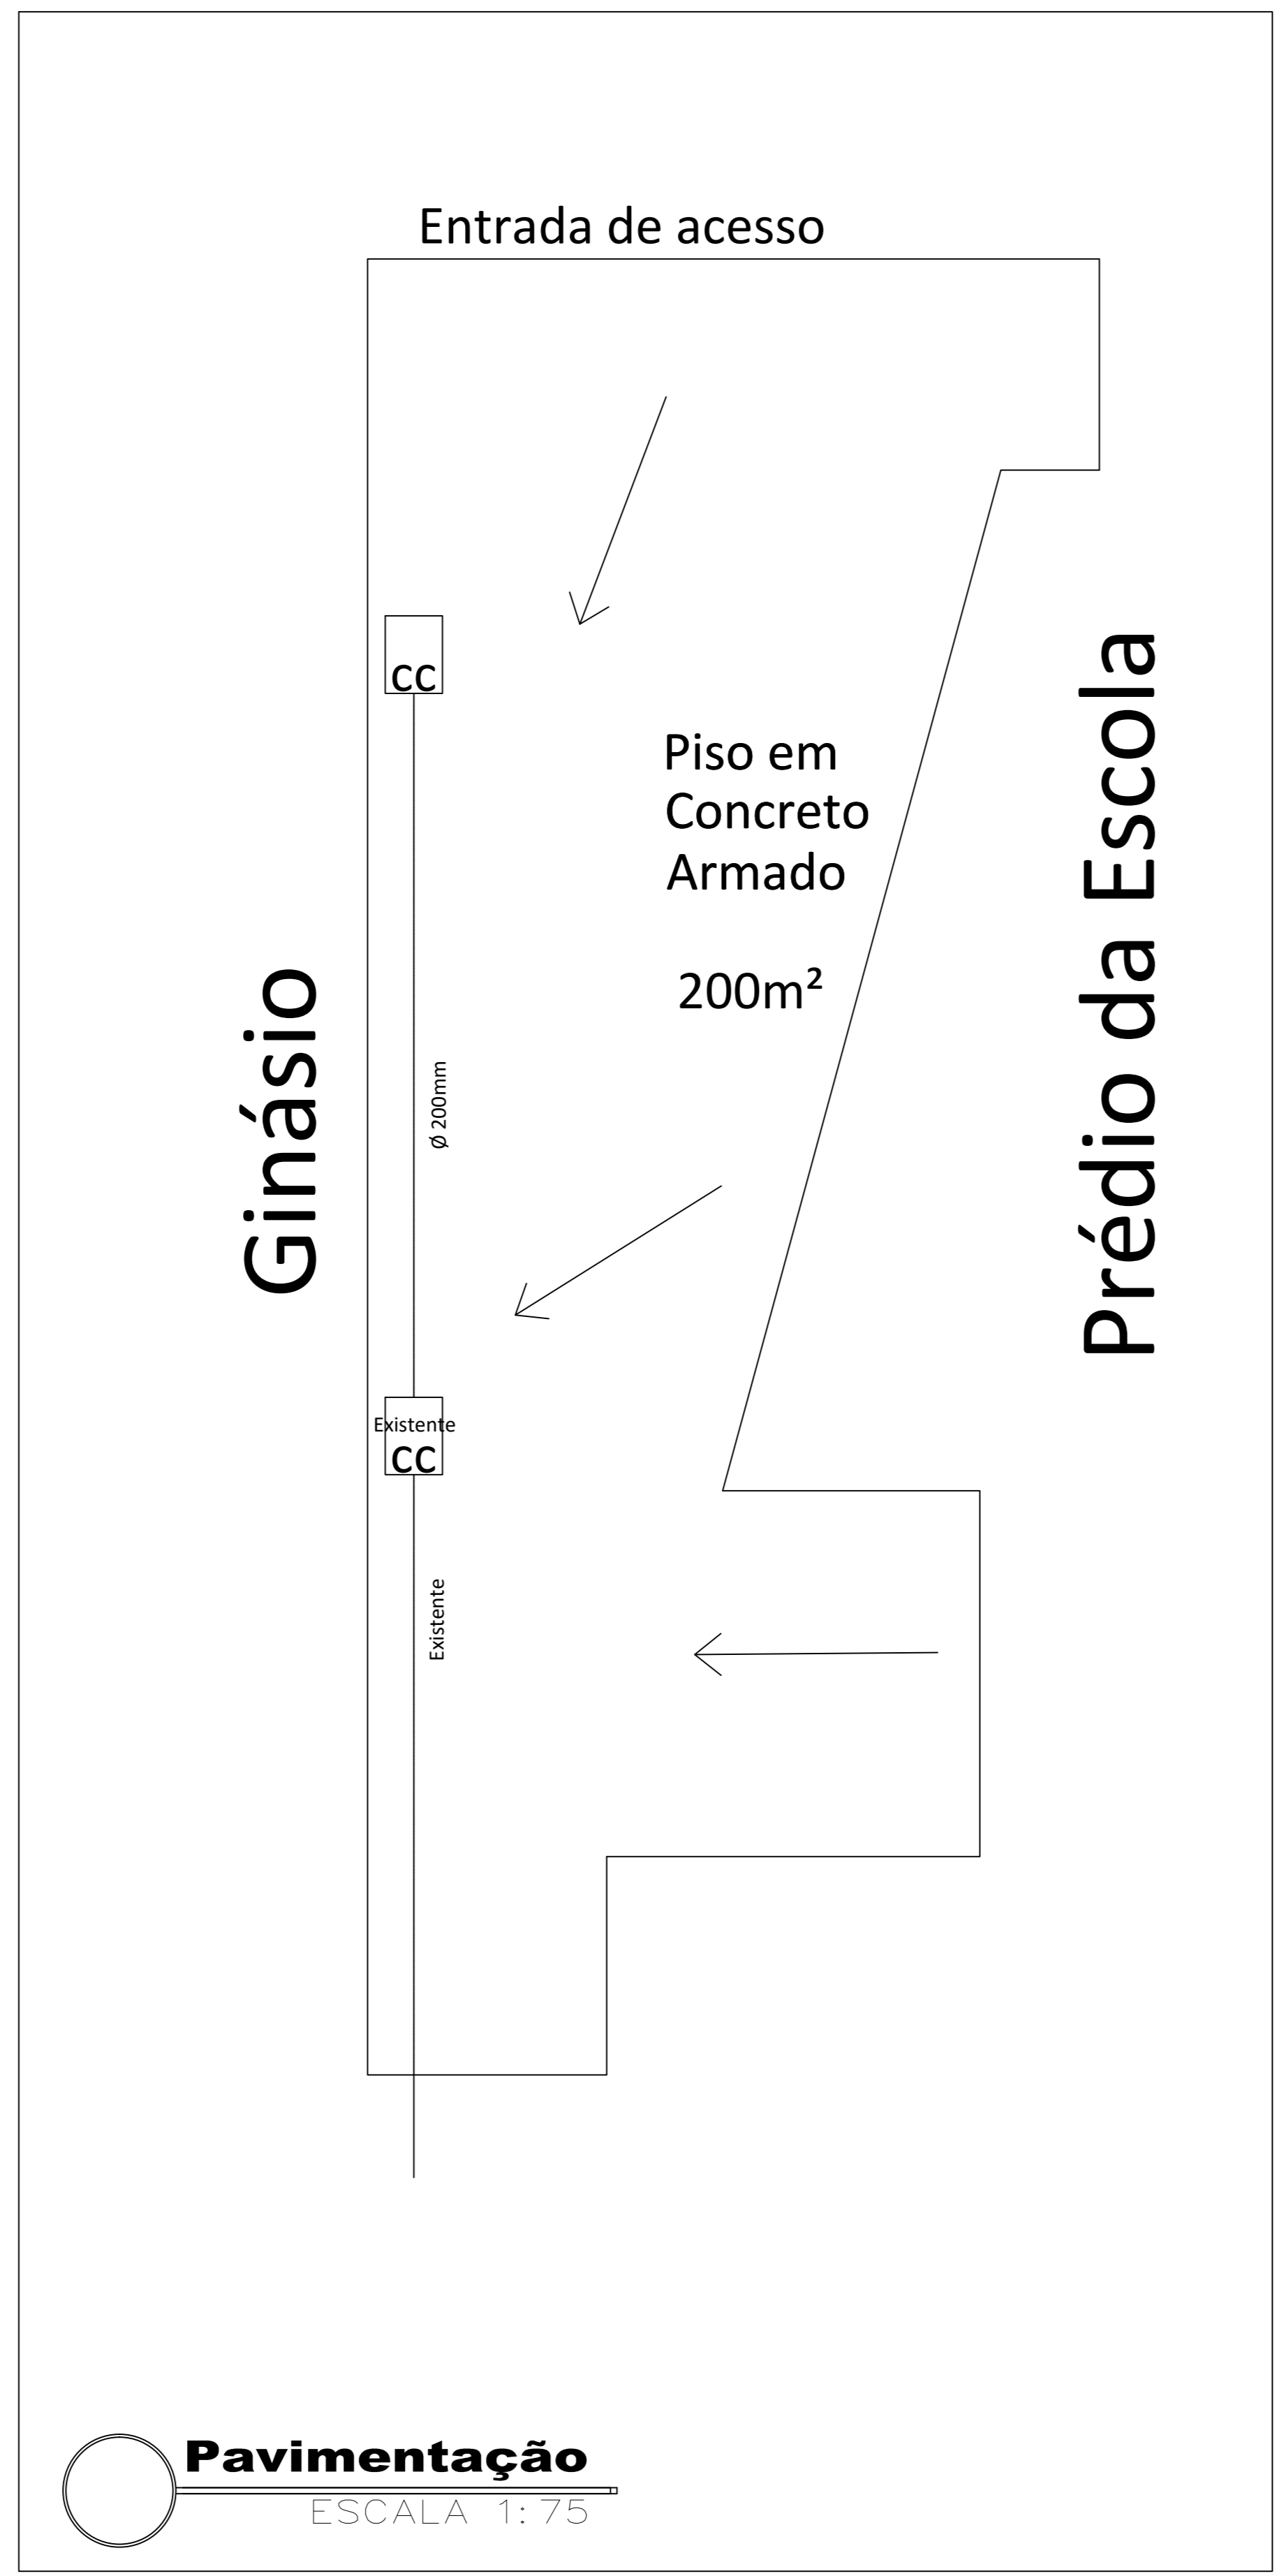 Entrada de acesso
CC
Piso em
Concreto
Armado
200m²
Ginásio
Prédio da Escola
Ø 200mm
Existente
CC
Existente
Pavimentação
ESCALA 1:75